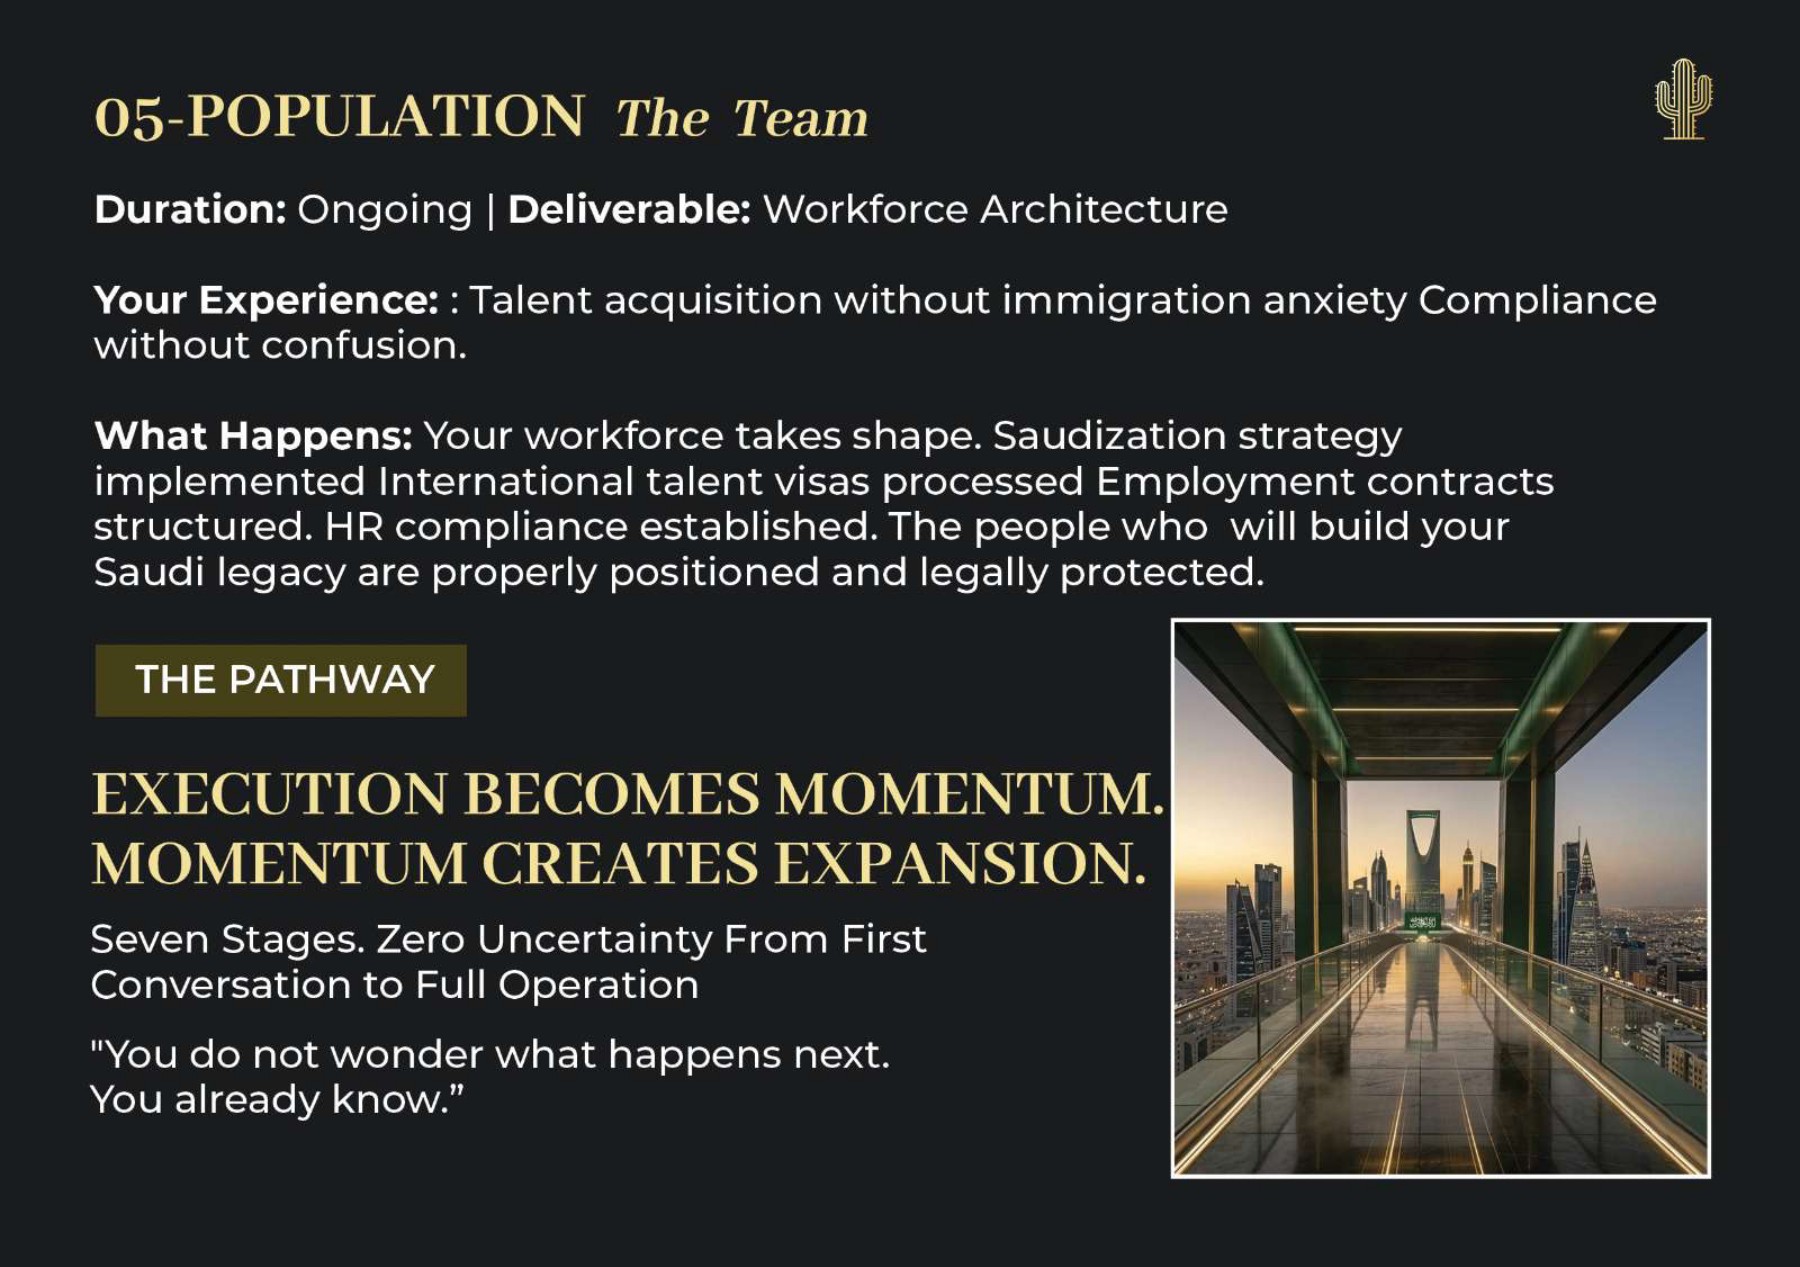 05-POPULATION The Team
Duration: Ongoing | Deliverable: Workforce Architecture
Your Experience: : Talent acquisition without immigration anxiety Compliance
without confusion.
What Happens: Your workforce takes shape. Saudization strategy
implemented International talent visas processed Employment contracts
structured. HR compliance established. The people who  will build your
Saudi legacy are properly positioned and legally protected.
THE PATHWAY
EXECUTION BECOMES MOMENTUM.
MOMENTUM CREATES EXPANSION.
Seven Stages. Zero Uncertainty From First
Conversation to Full Operation
"You do not wonder what happens next.
You already know.”